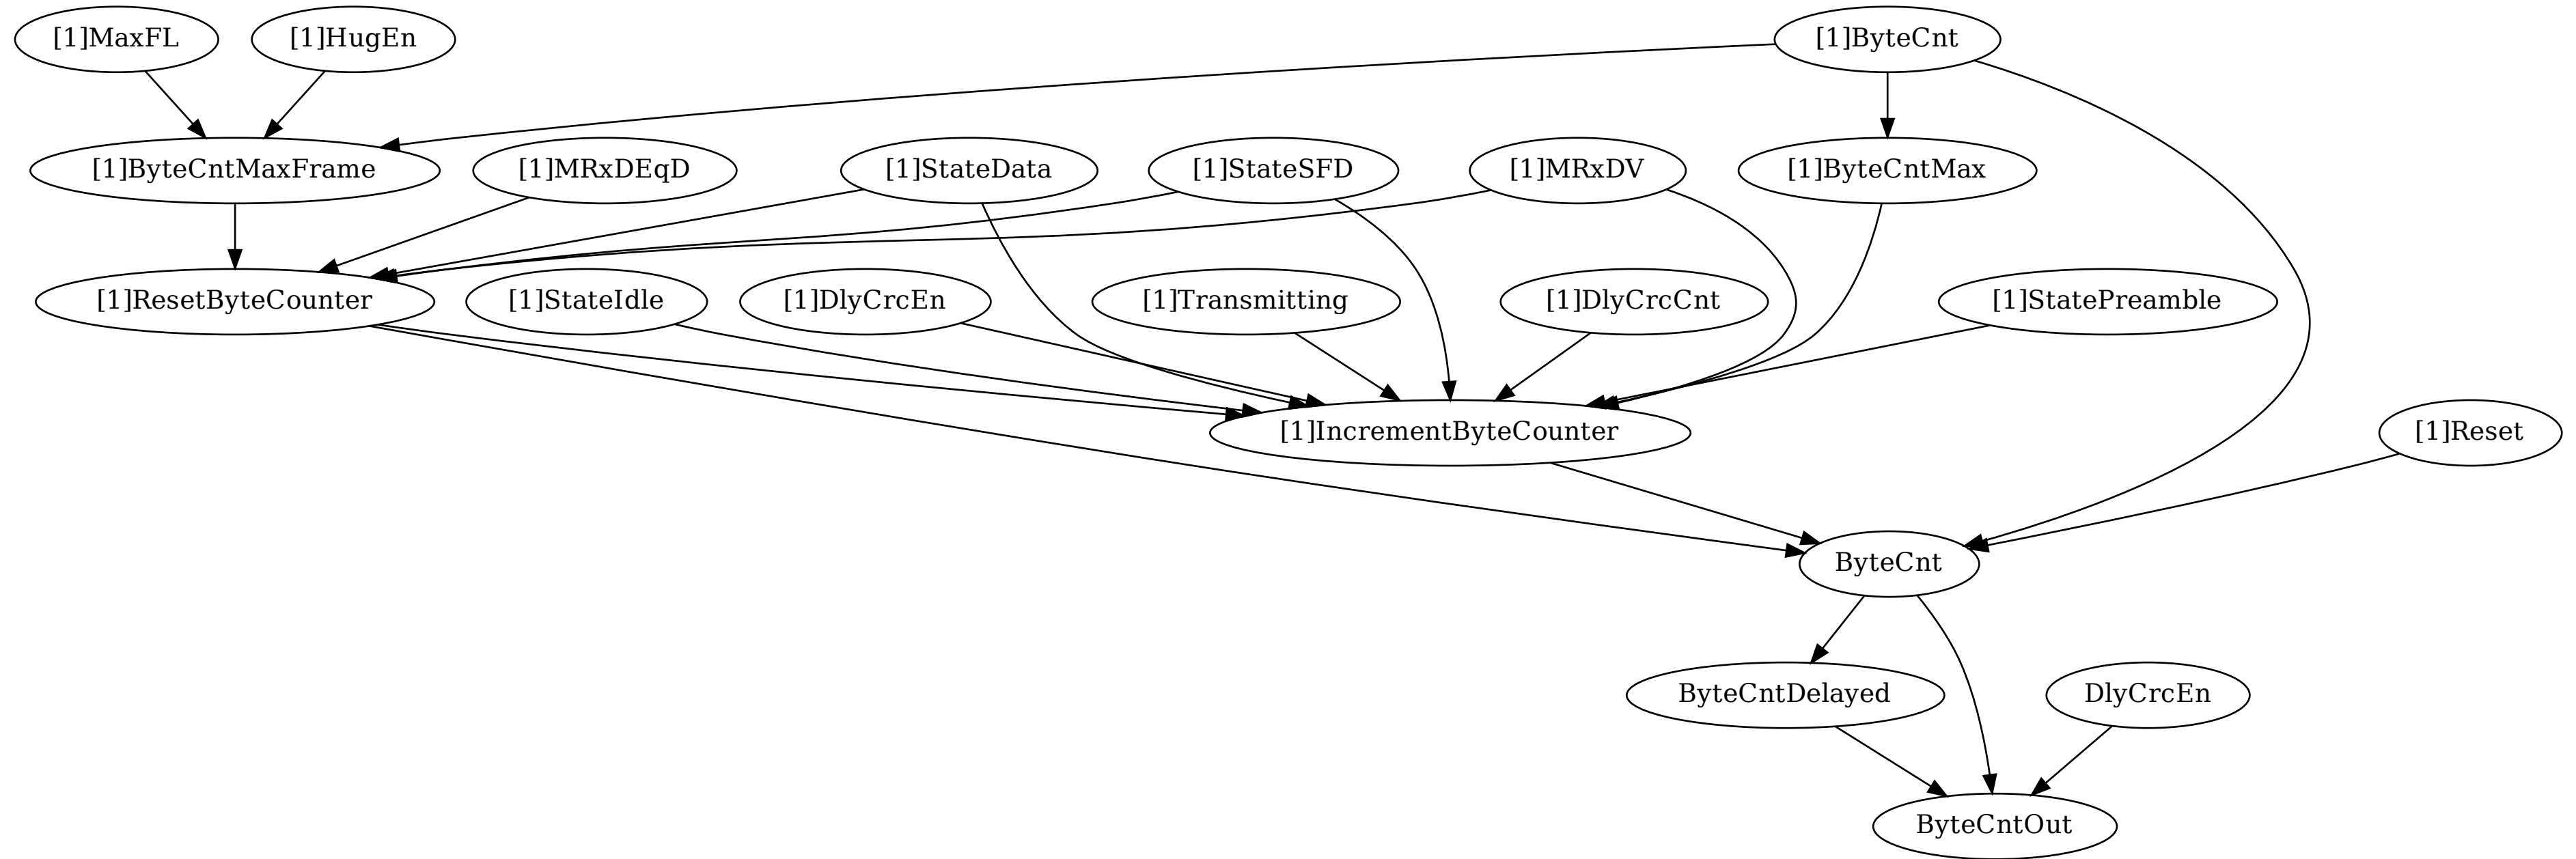 [1]MaxFL
[1]HugEn
[1]ByteCnt
[1]ByteCntMaxFrame
[1]MRxDEqD
[1]StateData
[1]StateSFD
[1]MRxDV
[1]ByteCntMax
[1]ResetByteCounter
[1]StateIdle
[1]DlyCrcEn
[1]Transmitting
[1]DlyCrcCnt
[1]StatePreamble
[1]IncrementByteCounter
[1]Reset
ByteCnt
ByteCntDelayed
DlyCrcEn
ByteCntOut